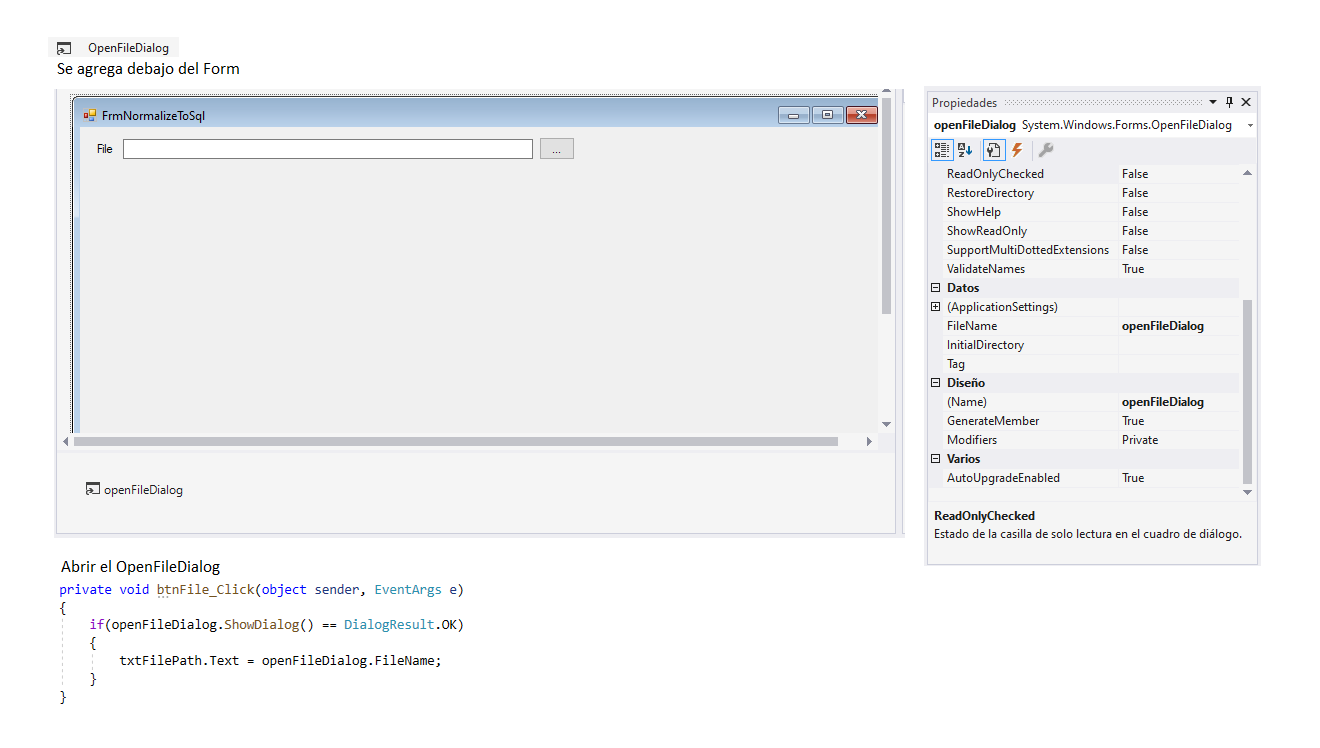 OpenFileDialog
Se agrega debajo del Form
FrmNormalizeToSql
File
...
openFileDialog
Propiedades
openFileDialog System.Windows.Forms.OpenFileDialog
ReadOnlyChecked False
RestoreDirectory False
ShowHelp False
ShowReadOnly False
SupportMultiDottedExtensions False
ValidateNames True
Datos
(ApplicationSettings)
FileName openFileDialog
InitialDirectory
Tag
Diseño
(Name) openFileDialog
GenerateMember True
Modifiers Private
Varios
AutoUpgradeEnabled True
ReadOnlyChecked
Estado de la casilla de solo lectura en el cuadro de diálogo.
Abrir el OpenFileDialog
private void btnFile_Click(object sender, EventArgs e)
{
if(openFileDialog.ShowDialog() == DialogResult.OK)
{
txtFilePath.Text = openFileDialog.FileName;
}
}